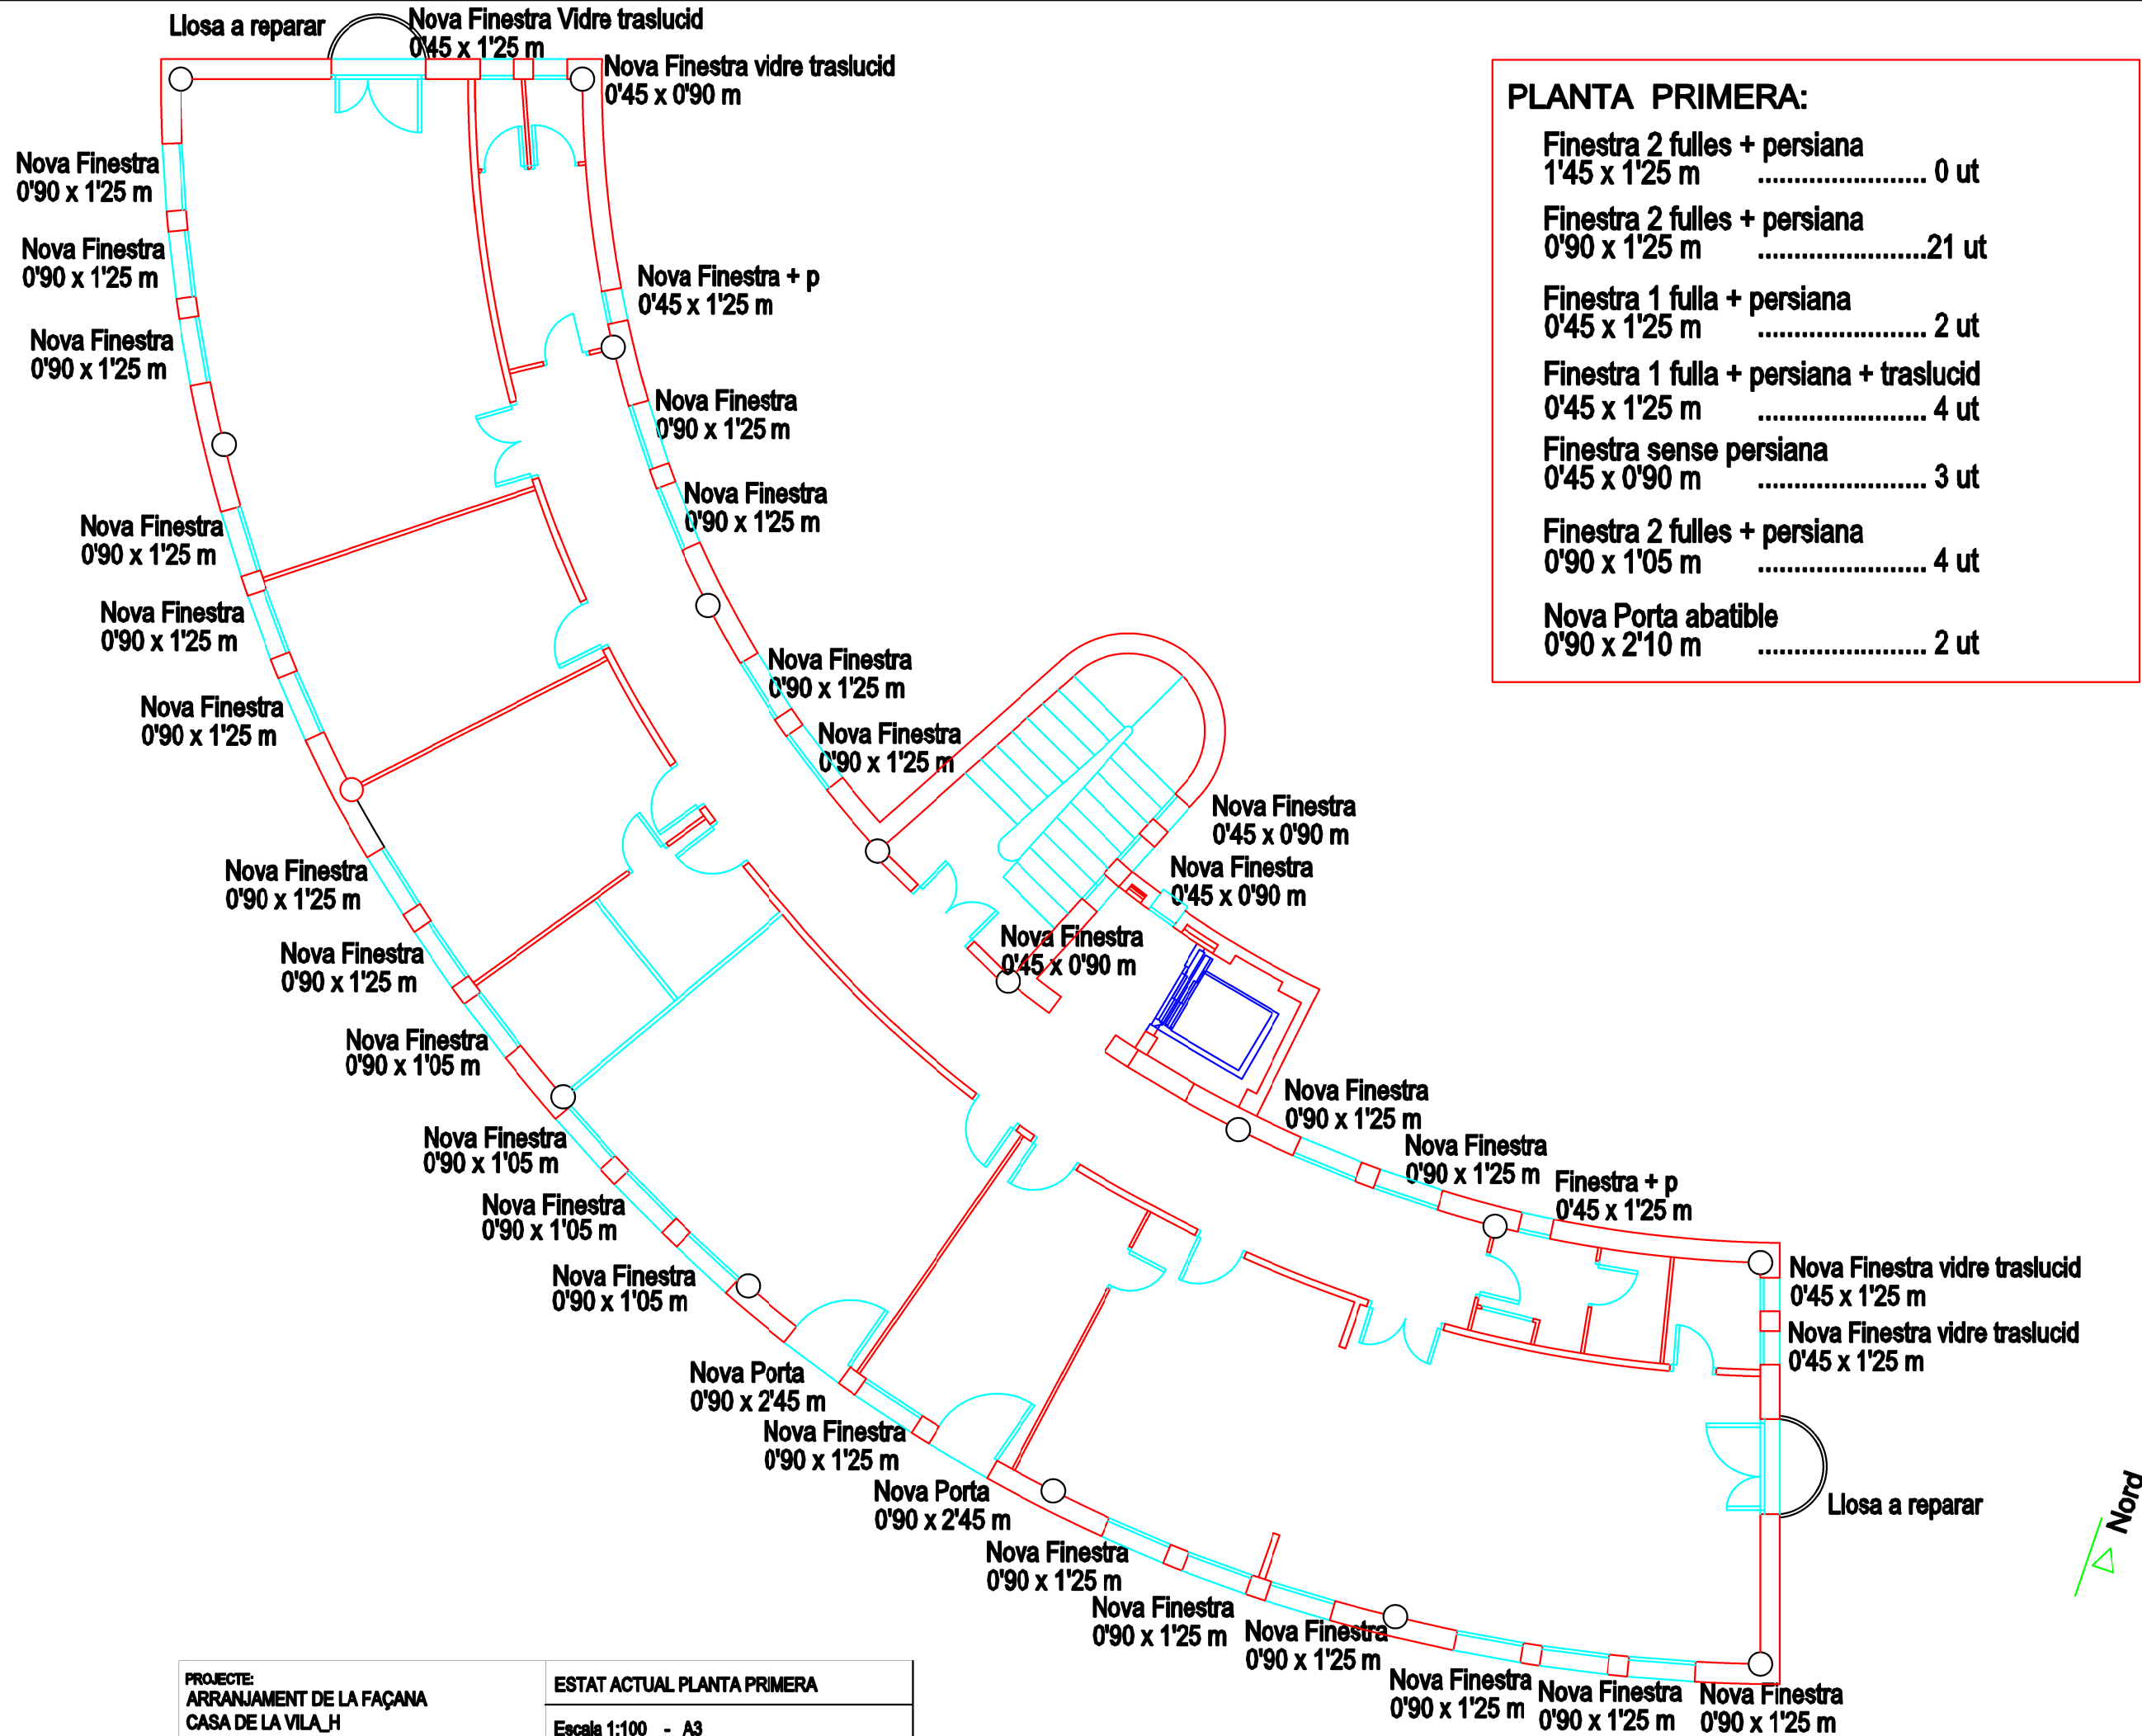 Llosa a reparar
Nova Finestra Vidre traslucid
0'45 x 1'25 m
Nova Finestra vidre traslucid
0'45 x 0'90 m
PLANTA PRIMERA:
Finestra 2 fulles + persiana
1'45 x 1'25 m ....................... 0 ut
Finestra 2 fulles + persiana
0'90 x 1'25 m .......................21 ut
Finestra 1 fulla + persiana
0'45 x 1'25 m ....................... 2 ut
Finestra 1 fulla + persiana + traslucid
0'45 x 1'25 m ....................... 4 ut
Finestra sense persiana
0'45 x 0'90 m ....................... 3 ut
Finestra 2 fulles + persiana
0'90 x 1'05 m ....................... 4 ut
Nova Porta abatible
0'90 x 2'10 m ....................... 2 ut
Nova Finestra
0'90 x 1'25 m
Nova Finestra
0'90 x 1'25 m
Nova Finestra
0'90 x 1'25 m
Nova Finestra + p
0'45 x 1'25 m
Nova Finestra
0'90 x 1'25 m
Nova Finestra
0'90 x 1'25 m
Nova Finestra
0'90 x 1'25 m
Nova Finestra
0'90 x 1'25 m
Nova Finestra
0'90 x 1'25 m
Nova Finestra
0'90 x 1'25 m
Nova Finestra
0'90 x 1'25 m
Nova Finestra
0'45 x 0'90 m
Nova Finestra
0'45 x 0'90 m
Nova Finestra
0'45 x 0'90 m
Nova Finestra
0'90 x 1'25 m
Nova Finestra
0'90 x 1'25 m
Nova Finestra
0'90 x 1'05 m
Nova Finestra
0'90 x 1'05 m
Nova Finestra
0'90 x 1'05 m
Nova Finestra
0'90 x 1'05 m
Nova Finestra
0'90 x 1'25 m
Nova Finestra
0'90 x 1'25 m
Finestra + p
0'45 x 1'25 m
Nova Finestra vidre traslucid
0'45 x 1'25 m
Nova Finestra vidre traslucid
0'45 x 1'25 m
Nova Porta
0'90 x 2'45 m
Nova Finestra
0'90 x 1'25 m
Nova Porta
0'90 x 2'45 m
Llosa a reparar
Nord
Nova Finestra
0'90 x 1'25 m
Nova Finestra
0'90 x 1'25 m
Nova Finestra
0'90 x 1'25 m
Nova Finestra
0'90 x 1'25 m
Nova Finestra
0'90 x 1'25 m
Nova Finestra
0'90 x 1'25 m
PROJECTE:
ARRANJAMENT DE LA FAÇANA
CASA DE LA VILA_H
ESTAT ACTUAL PLANTA PRIMERA
Escala 1:100 - A3